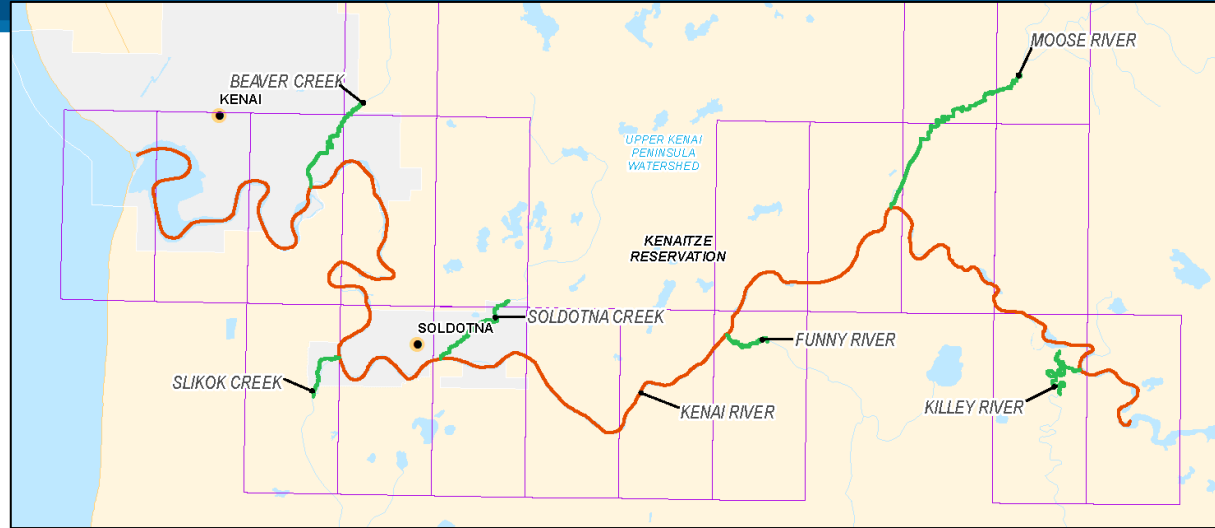 MOOSE RIVER
BEAVER CREEK
KENAI
UPPER KENAI
PENINSULA
WATERSHED
KENAITZE
RESERVATION
SOLDOTNA CREEK
SOLDOTNA
FUNNY RIVER
SLIKOK CREEK
KENAI RIVER
KILLEY RIVER